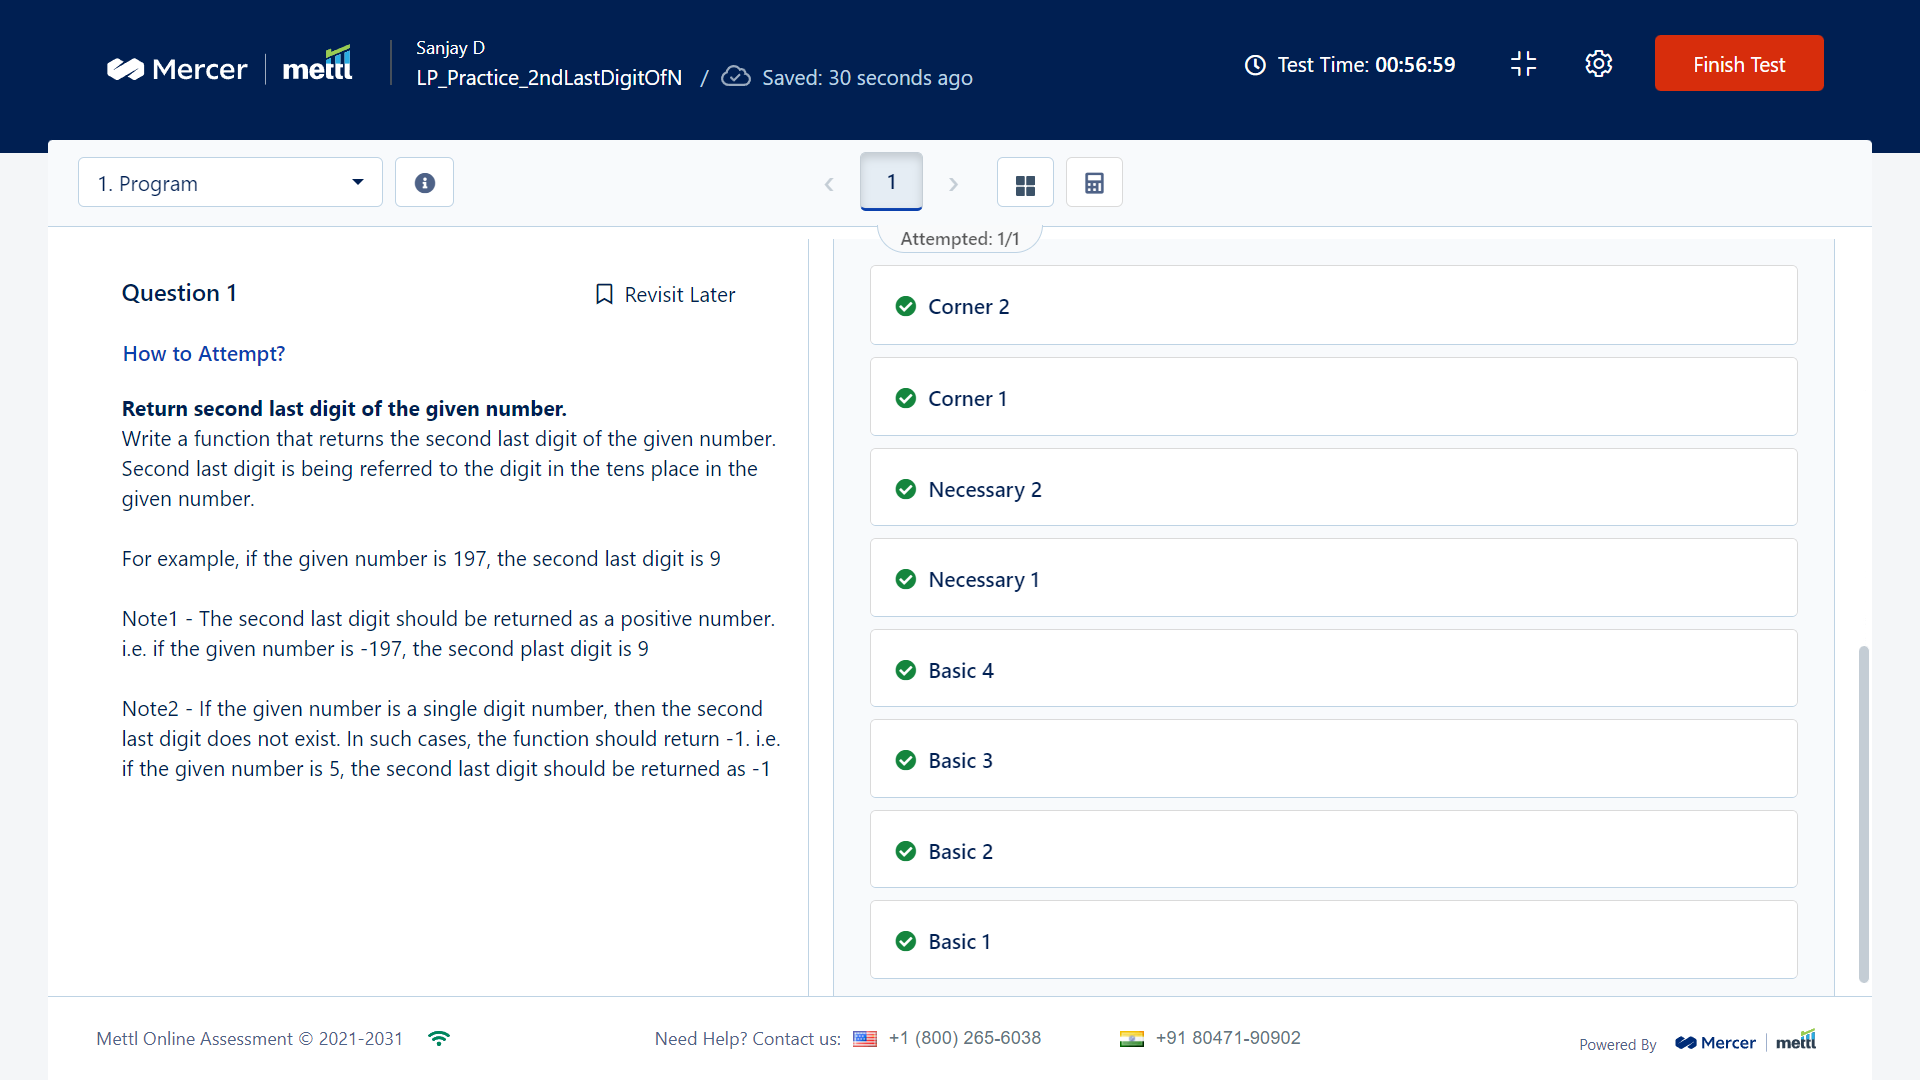 Mercer
mettl
Sanjay D
LP_Practice_2ndLastDigitOfN / Saved: 30 seconds ago
Test Time: 00:56:59
Finish Test
1. Program
1
Attempted: 1/1
Question 1
Revisit Later
How to Attempt?
Return second last digit of the given number.
Write a function that returns the second last digit of the given number.
Second last digit is being referred to the digit in the tens place in the
given number.
For example, if the given number is 197, the second last digit is 9
Note1 - The second last digit should be returned as a positive number.
i.e. if the given number is -197, the second plast digit is 9
Note2 - If the given number is a single digit number, then the second
last digit does not exist. In such cases, the function should return -1. i.e.
if the given number is 5, the second last digit should be returned as -1
Corner 2
Corner 1
Necessary 2
Necessary 1
Basic 4
Basic 3
Basic 2
Basic 1
Mettl Online Assessment © 2021-2031
Need Help? Contact us: +1 (800) 265-6038
+91 80471-90902
Powered By Mercer mettl